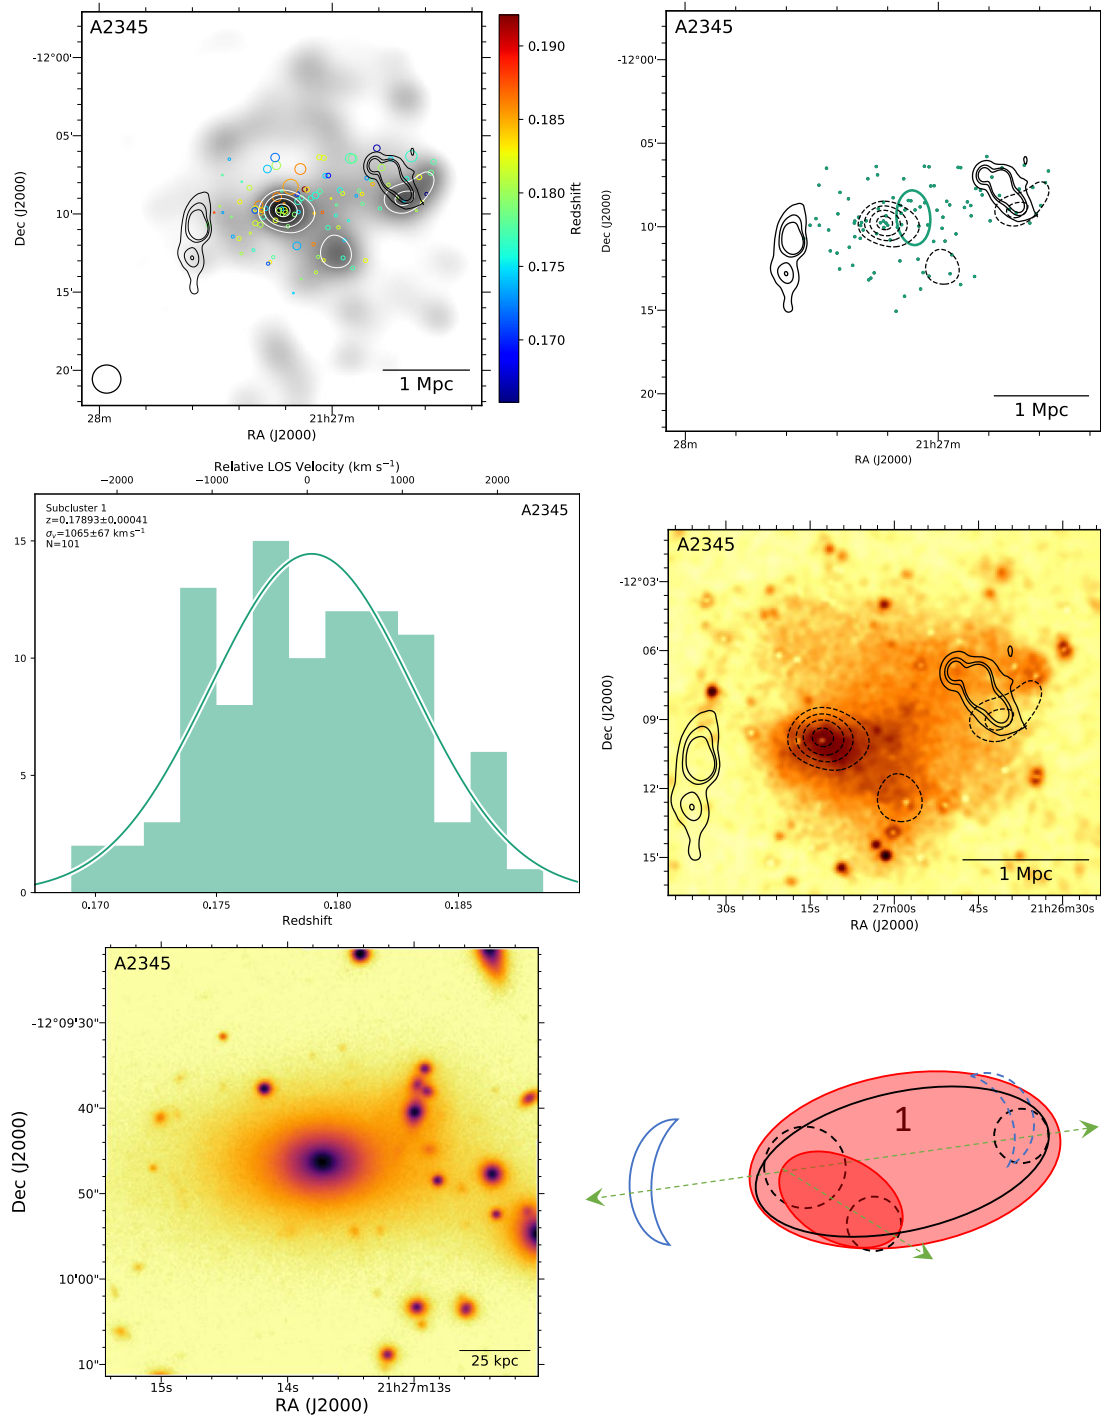 A2345
-12°00'
05'
10'
15'
20'
Dec (J2000)
28m
21h27m
RA (J2000)
1 Mpc
0.190
0.185
0.180
0.175
0.170
Redshift
A2345
-12°00'
05'
10'
15'
20'
Dec (J2000)
28m
21h27m
RA (J2000)
1 Mpc
Relative LOS Velocity (km s⁻¹)
−2000 −1000 0 1000 2000
Subcluster 1
z=0.17893±0.00041
σᵥ=1065±67 km s⁻¹
N=101
A2345
15
10
5
0
0.170 0.175 0.180 0.185
Redshift
A2345
-12°03'
06'
09'
12'
15'
Dec (J2000)
30s 15s 27m00s 45s 21h26m30s
RA (J2000)
1 Mpc
A2345
-12°09'30"
40"
50"
10'00"
10"
Dec (J2000)
15s 14s 21h27m13s
RA (J2000)
25 kpc
1